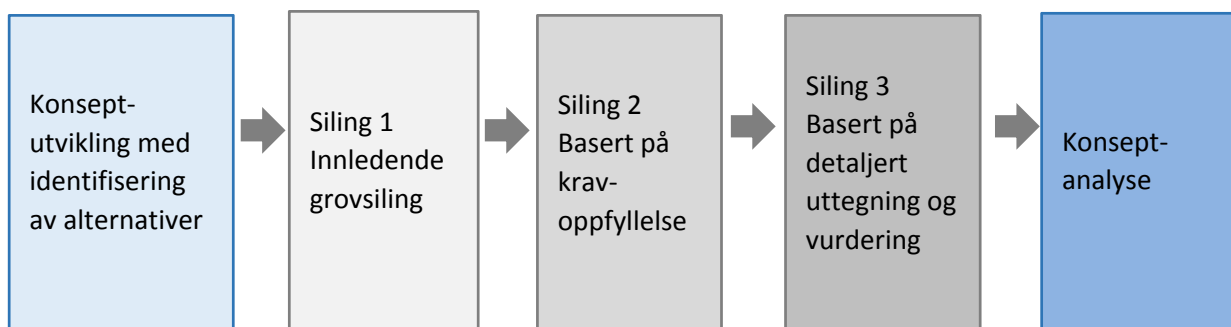 Konsept-
utvikling med
identifisering
av alternativer
Siling 1
Innledende
grovsiling
Siling 2
Basert på
krav-
oppfyllelse
Siling 3
Basert på
detaljert
uttegning og
vurdering
Konsept-
analyse